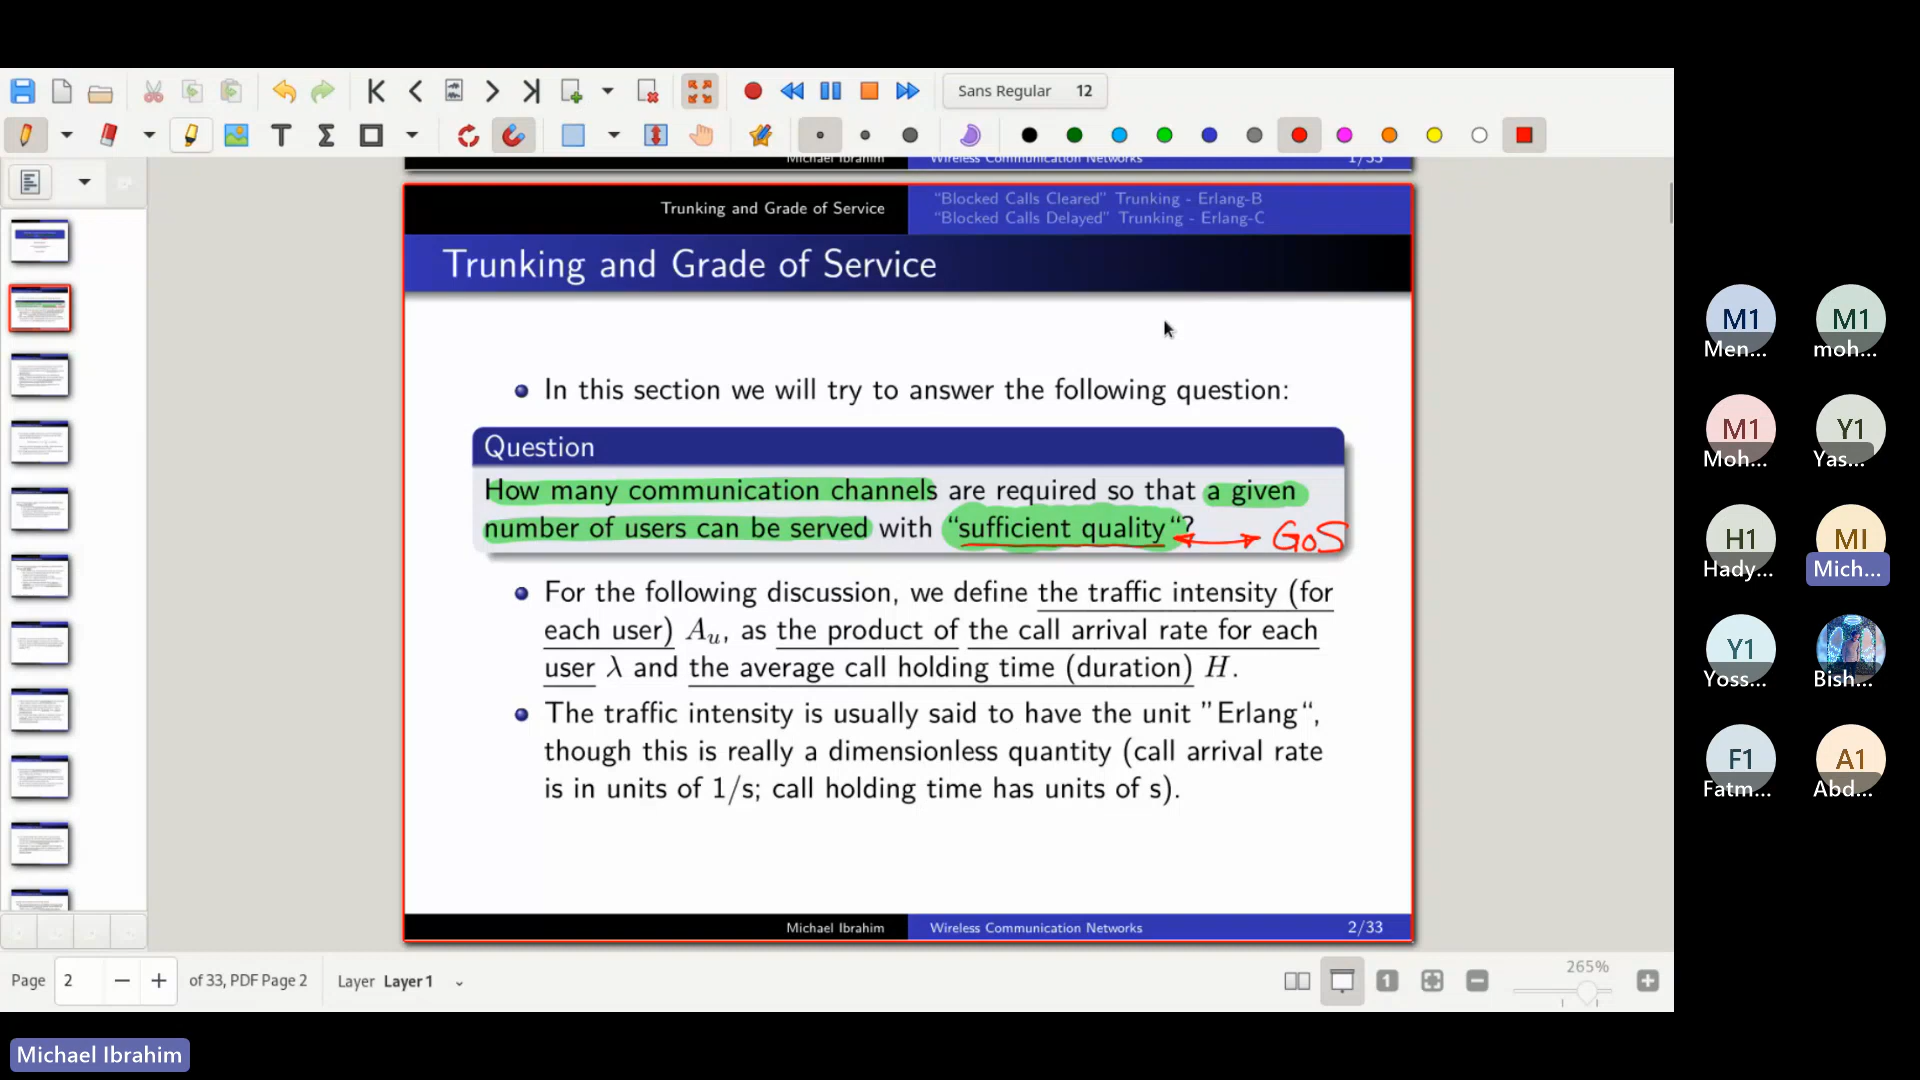 Sans Regular 12
Michael Ibrahim Wireless Communication Networks 1/33
Trunking and Grade of Service
“Blocked Calls Cleared” Trunking - Erlang-B
“Blocked Calls Delayed” Trunking - Erlang-C
Trunking and Grade of Service
In this section we will try to answer the following question:
Question
How many communication channels are required so that a given
number of users can be served with “sufficient quality“?
GoS
For the following discussion, we define the traffic intensity (for
each user) Aᵤ, as the product of the call arrival rate for each
user λ and the average call holding time (duration) H.
The traffic intensity is usually said to have the unit ”Erlang“,
though this is really a dimensionless quantity (call arrival rate
is in units of 1/s; call holding time has units of s).
Michael Ibrahim Wireless Communication Networks 2/33
Page 2 of 33, PDF Page 2 Layer Layer 1 265%
M1 M1
Men... moh...
M1 Y1
Moh... Yas...
H1 MI
Hady... Mich...
Y1
Yoss... Bish...
F1 A1
Fatm... Abd...
Michael Ibrahim